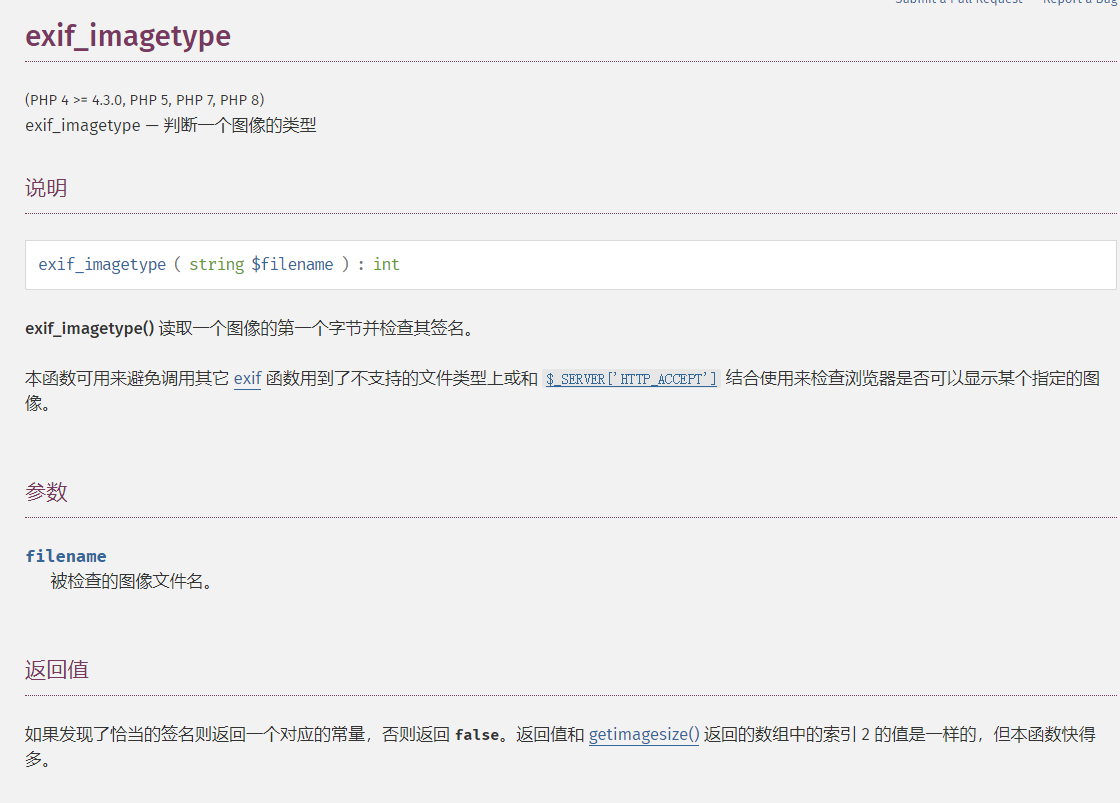 Submit a Pull Request Report a Bug
exif_imagetype
(PHP 4 >= 4.3.0, PHP 5, PHP 7, PHP 8)
exif_imagetype — 判断一个图像的类型
说明
exif_imagetype ( string $filename ) : int
exif_imagetype() 读取一个图像的第一个字节并检查其签名。
本函数可用来避免调用其它 exif 函数用到了不支持的文件类型上或和 $_SERVER['HTTP_ACCEPT'] 结合使用来检查浏览器是否可以显示某个指定的图
像。
参数
filename
被检查的图像文件名。
返回值
如果发现了恰当的签名则返回一个对应的常量，否则返回 false。返回值和 getimagesize() 返回的数组中的索引 2 的值是一样的，但本函数快得
多。